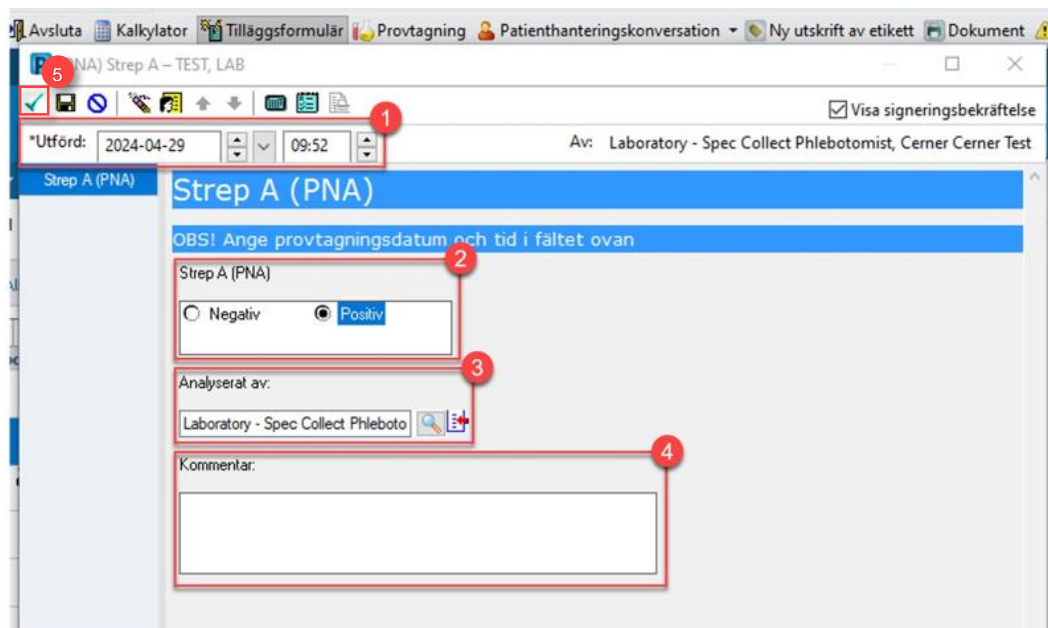 Avsluta Kalkylator Tilläggsformulär Provtagning Patienthanteringskonversation Ny utskrift av etikett Dokument
P (PNA) Strep A – TEST, LAB
5
Visa signeringsbekräftelse
1
*Utförd: 2024-04-29 09:52 Av: Laboratory - Spec Collect Phlebotomist, Cerner Cerner Test
Strep A (PNA)
Strep A (PNA)
OBS! Ange provtagningsdatum och tid i fältet ovan
2
Strep A (PNA)
Negativ Positiv
3
Analyserat av:
Laboratory - Spec Collect Phleboto
4
Kommentar: